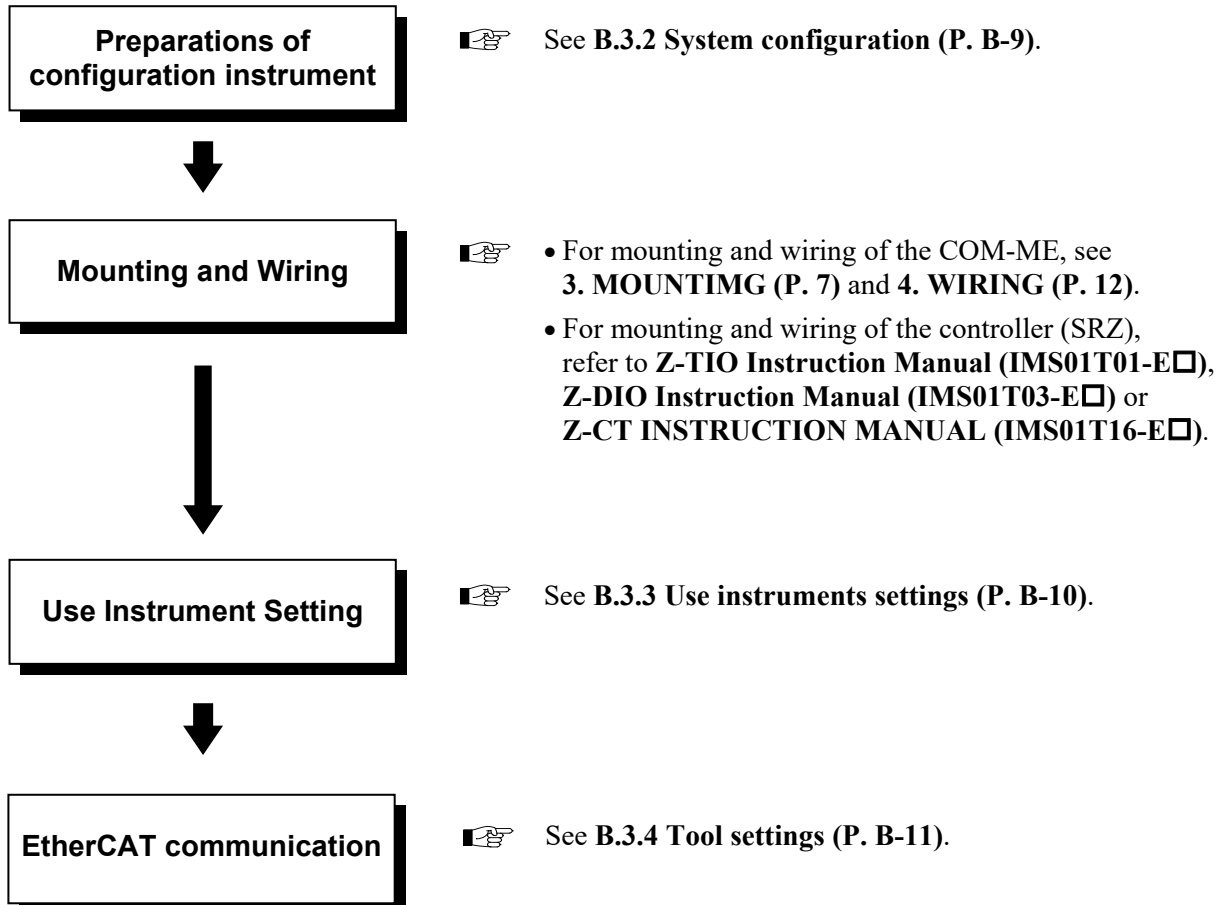 Preparations of
configuration instrument
See B.3.2 System configuration (P. B-9).
Mounting and Wiring
• For mounting and wiring of the COM-ME, see
3. MOUNTIMG (P. 7) and 4. WIRING (P. 12).
• For mounting and wiring of the controller (SRZ),
refer to Z-TIO Instruction Manual (IMS01T01-E□),
Z-DIO Instruction Manual (IMS01T03-E□) or
Z-CT INSTRUCTION MANUAL (IMS01T16-E□).
Use Instrument Setting
See B.3.3 Use instruments settings (P. B-10).
EtherCAT communication
See B.3.4 Tool settings (P. B-11).